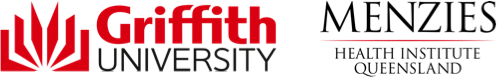 Griffith
UNIVERSITY
MENZIES
HEALTH INSTITUTE
QUEENSLAND